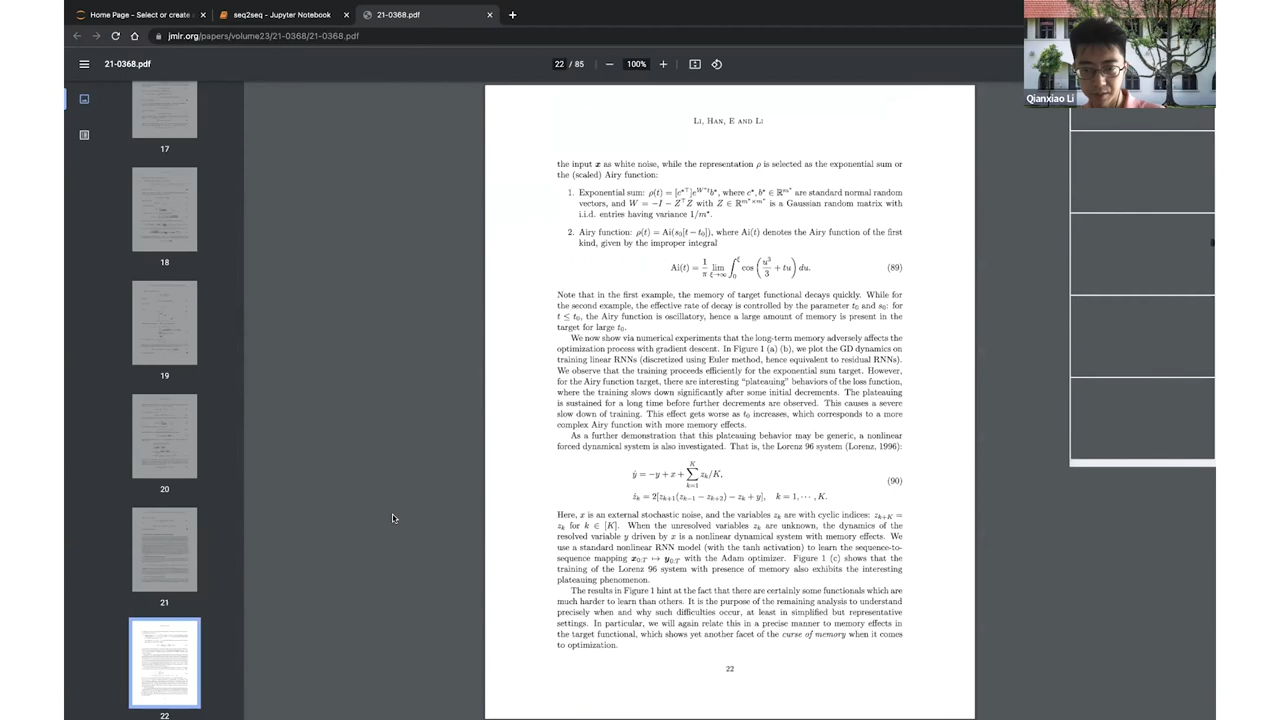 Home Page - Select or create
seq2seq - Jupyter Notebook
21-0368.pdf
jmlr.org/papers/volume23/21-0368/21-0368.pdf
21-0368.pdf
22 / 85
100%
Qianxiao Li
17
18
19
20
21
22
Li, Han, E and Li
the input x as white noise, while the representation ρ is selected as the exponential sum or
the (scaled) Airy function:
1. Exponential sum: ρ(t) = [c*⊤]e^{W*t}b*, where c*, b* ∈ ℝ^{m*} are standard normal random
vectors, and W = −I − Z⊤Z with Z ∈ ℝ^{m*×m*} is a Gaussian random matrix with
i.i.d. entries having variance 1/m*.
2. Airy function: ρ(t) = Ai(s₀[t − t₀]), where Ai(t) denotes the Airy function of the first
kind, given by the improper integral
Ai(t) = 1/π lim_{ξ→∞} ∫₀^ξ cos (u³/3 + tu) du. (89)
Note that in the first example, the memory of target functional decays quickly. While for
the second example, the effective rate of decay is controlled by the parameter t₀ and s₀: for
t ≤ t₀, the Airy function is oscillatory, hence a large amount of memory is present in the
target for large t₀.
We now show via numerical experiments that the long-term memory adversely affects the
optimization process with gradient descent. In Figure 1 (a) (b), we plot the GD dynamics on
training linear RNNs (discretized using Euler method, hence equivalent to residual RNNs).
We observe that the training proceeds efficiently for the exponential sum target. However,
for the Airy function target, there are interesting "plateauing" behaviors of the loss function,
where the training slows down significantly after some initial decrements. The plateauing
is sustained for a long time before further decrements are observed. This causes a severe
slow down of training. This effect gets worse as t₀ increases, which corresponds to a more
complex Airy function with more memory effects.
As a further demonstration that this plateauing behavior may be generic, a nonlinear
forced dynamical system is also investigated. That is, the Lorenz 96 system (Lorenz, 1996):
ẏ = −y + x + ∑_{k=1}^{K} z_k/K,
ż_k = 2[z_{k+1}(z_{k−1} − z_{k+2}) − z_k + y], k = 1, ⋯ , K. (90)
Here, x is an external stochastic noise, and the variables z_k are with cyclic indices: z_{k+K} =
z_k for k ∈ [K]. When the unresolved variables z_k are unknown, the dynamics of the
resolved variable y driven by x is a nonlinear dynamical system with memory effects. We
use a standard nonlinear RNN model (with the tanh activation) to learn the sequence-to-
sequence mapping x_{0:T} ↦ y_{0:T} with the Adam optimizer. Figure 1 (c) shows that the
training of the Lorenz 96 system with presence of memory also exhibits the interesting
plateauing phenomenon.
The results in Figure 1 hint at the fact that there are certainly some functionals which are
much harder to learn than others. It is the purpose of the remaining analysis to understand
precisely when and why such difficulties occur, at least in simplified but representative
settings. In particular, we will again relate this in a precise manner to memory effects in
the target functional, which shows yet another facet of the curse of memory when it comes
to optimization.
22